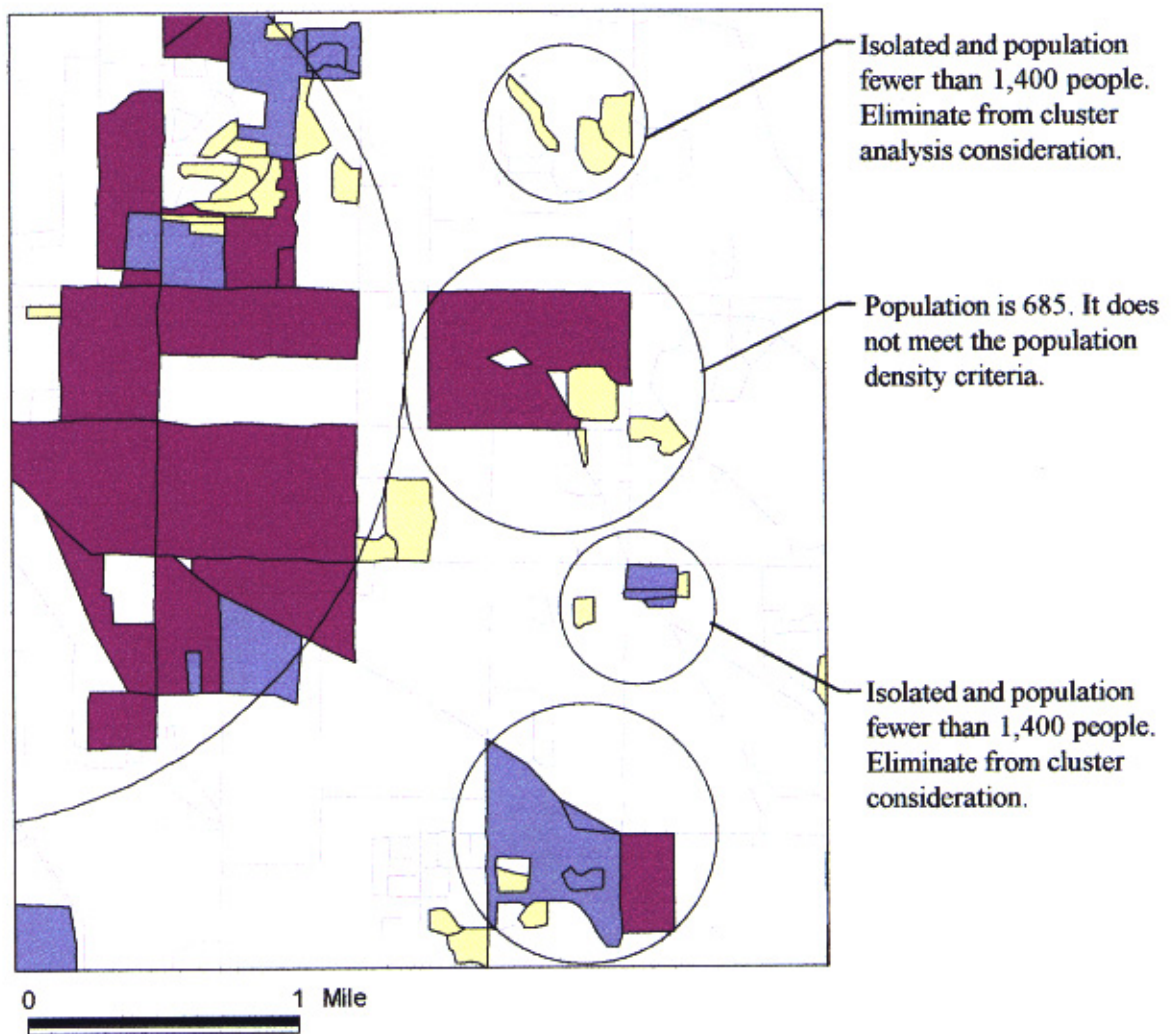 Isolated and population
fewer than 1,400 people.
Eliminate from cluster
analysis consideration.
Population is 685. It does
not meet the population
density criteria.
Isolated and population
fewer than 1,400 people.
Eliminate from cluster
consideration.
0 1 Mile